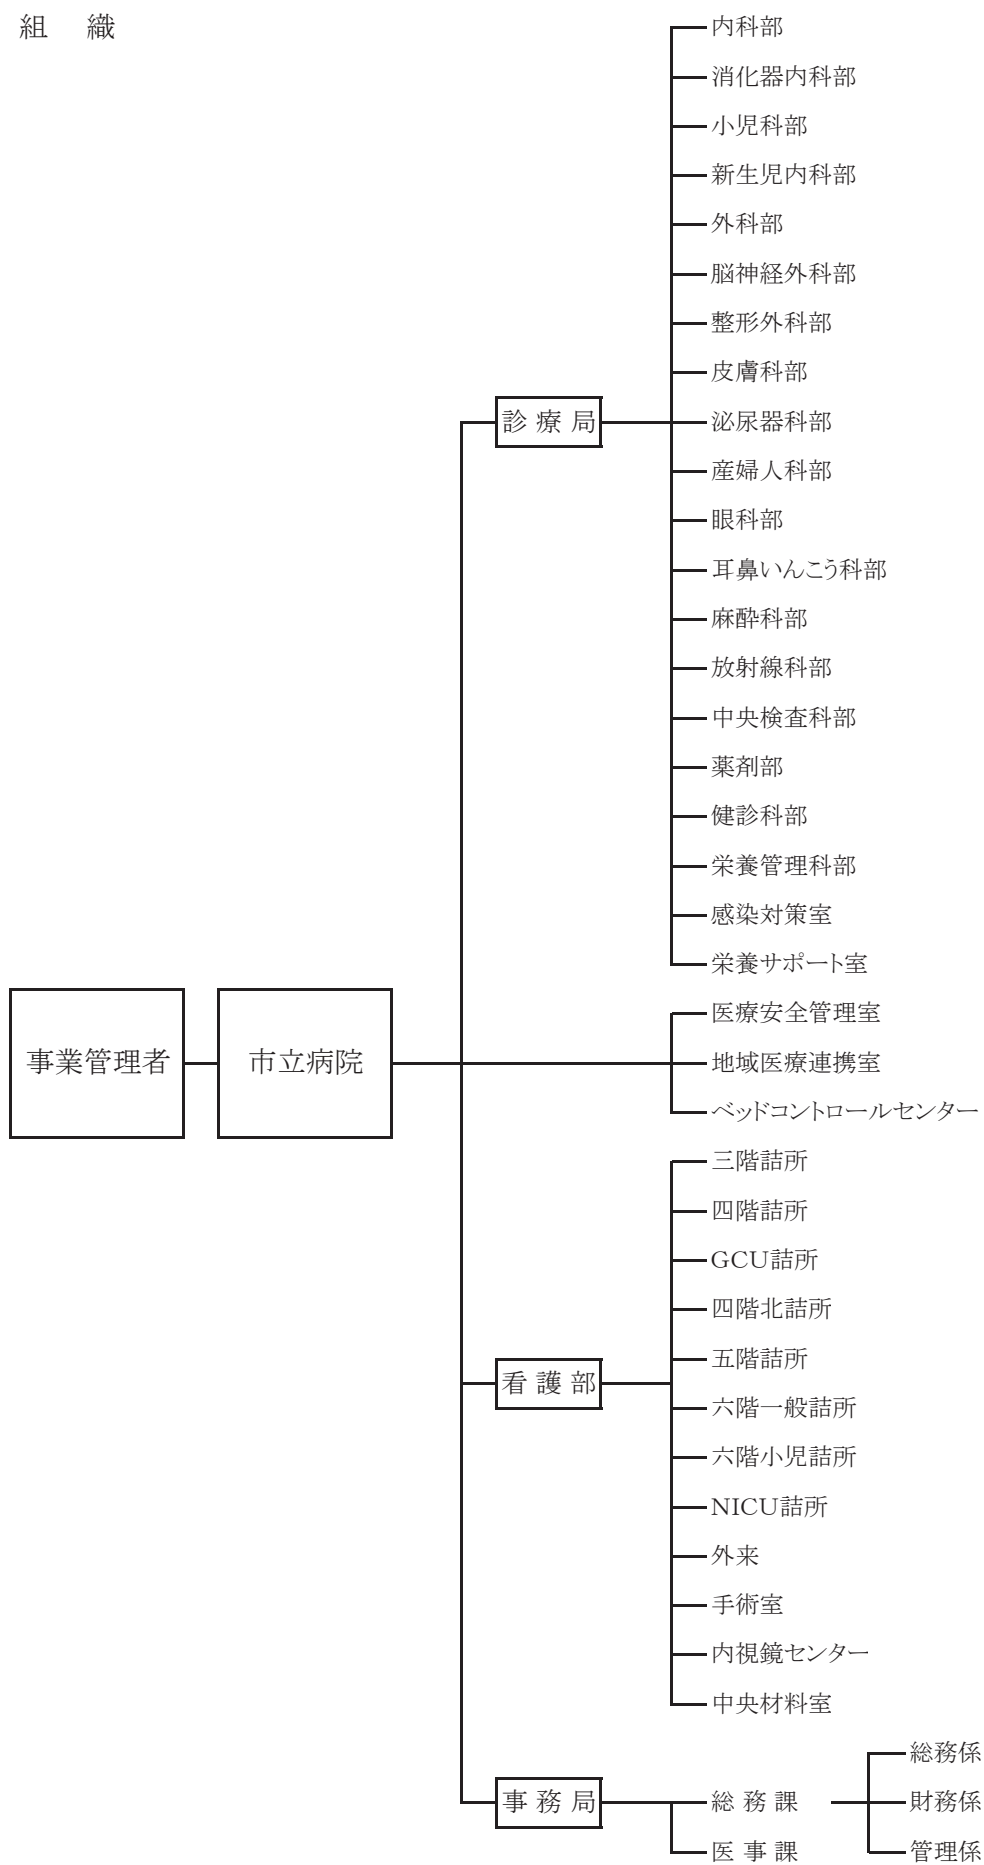 組　織
内科部
消化器内科部
小児科部
新生児内科部
外科部
脳神経外科部
整形外科部
皮膚科部
診療局
泌尿器科部
産婦人科部
眼科部
耳鼻いんこう科部
麻酔科部
放射線科部
中央検査科部
薬剤部
健診科部
栄養管理科部
感染対策室
栄養サポート室
医療安全管理室
事業管理者
市立病院
地域医療連携室
ベッドコントロールセンター
三階詰所
四階詰所
GCU詰所
四階北詰所
五階詰所
看護部
六階一般詰所
六階小児詰所
NICU詰所
外来
手術室
内視鏡センター
中央材料室
総務係
事務局
総務課
財務係
医事課
管理係